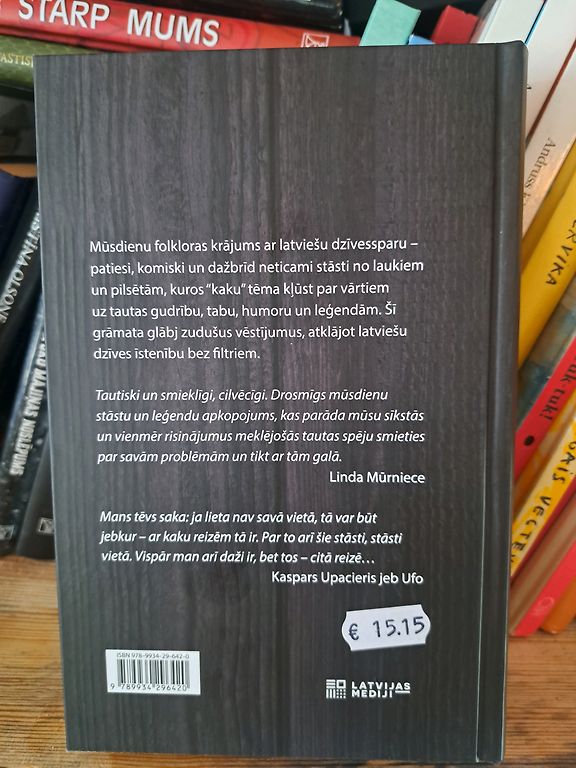 STARP MUMS
Mūsdienu folkloras krājums ar latviešu dzīvessparu –
patiesi, komiski un dažbrīd neticami stāsti no laukiem
un pilsētām, kuros “kaku” tēma kļūst par vārtiem
uz tautas gudrību, tabu, humoru un leģendām. Šī
grāmata glābj zudušus vēstījumus, atklājot latviešu
dzīves īstenību bez filtriem.
Tautiski un smieklīgi, cilvēcīgi. Drosmīgs mūsdienu
stāstu un leģendu apkopojums, kas parāda mūsu sīkstās
un vienmēr risinājumus meklējošās tautas spēju smieties
par savām problēmām un tikt ar tām galā.
Linda Mūrniece
Mans tēvs saka: ja lieta nav savā vietā, tā var būt
jebkur – ar kaku reizēm tā ir. Par to arī šie stāsti, stāsti
vietā. Vispār man arī daži ir, bet tos – citā reizē…
Kaspars Upacieris jeb Ufo
€ 15.15
ISBN 978-9934-29-642-0
9 789934 296420
LATVIJAS
MEDIJI
Andruss
VIKA
GAIS VECTĒV